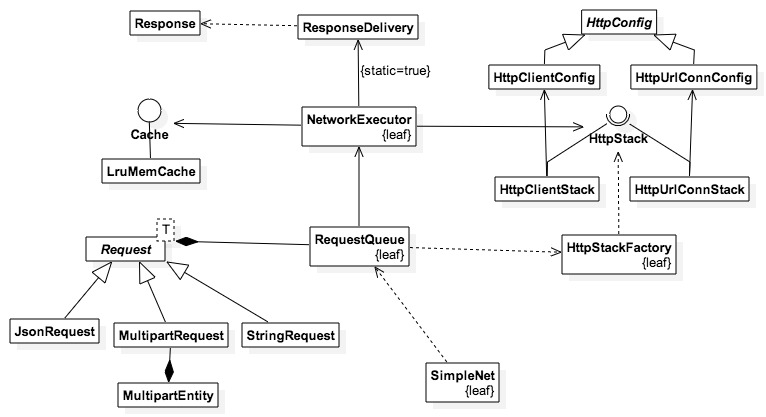 Response
ResponseDelivery
HttpConfig
{static=true}
HttpClientConfig
HttpUrlConnConfig
Cache
NetworkExecutor
{leaf}
HttpStack
LruMemCache
HttpClientStack
HttpUrlConnStack
T
Request
RequestQueue
{leaf}
HttpStackFactory
{leaf}
JsonRequest
MultipartRequest
StringRequest
SimpleNet
{leaf}
MultipartEntity